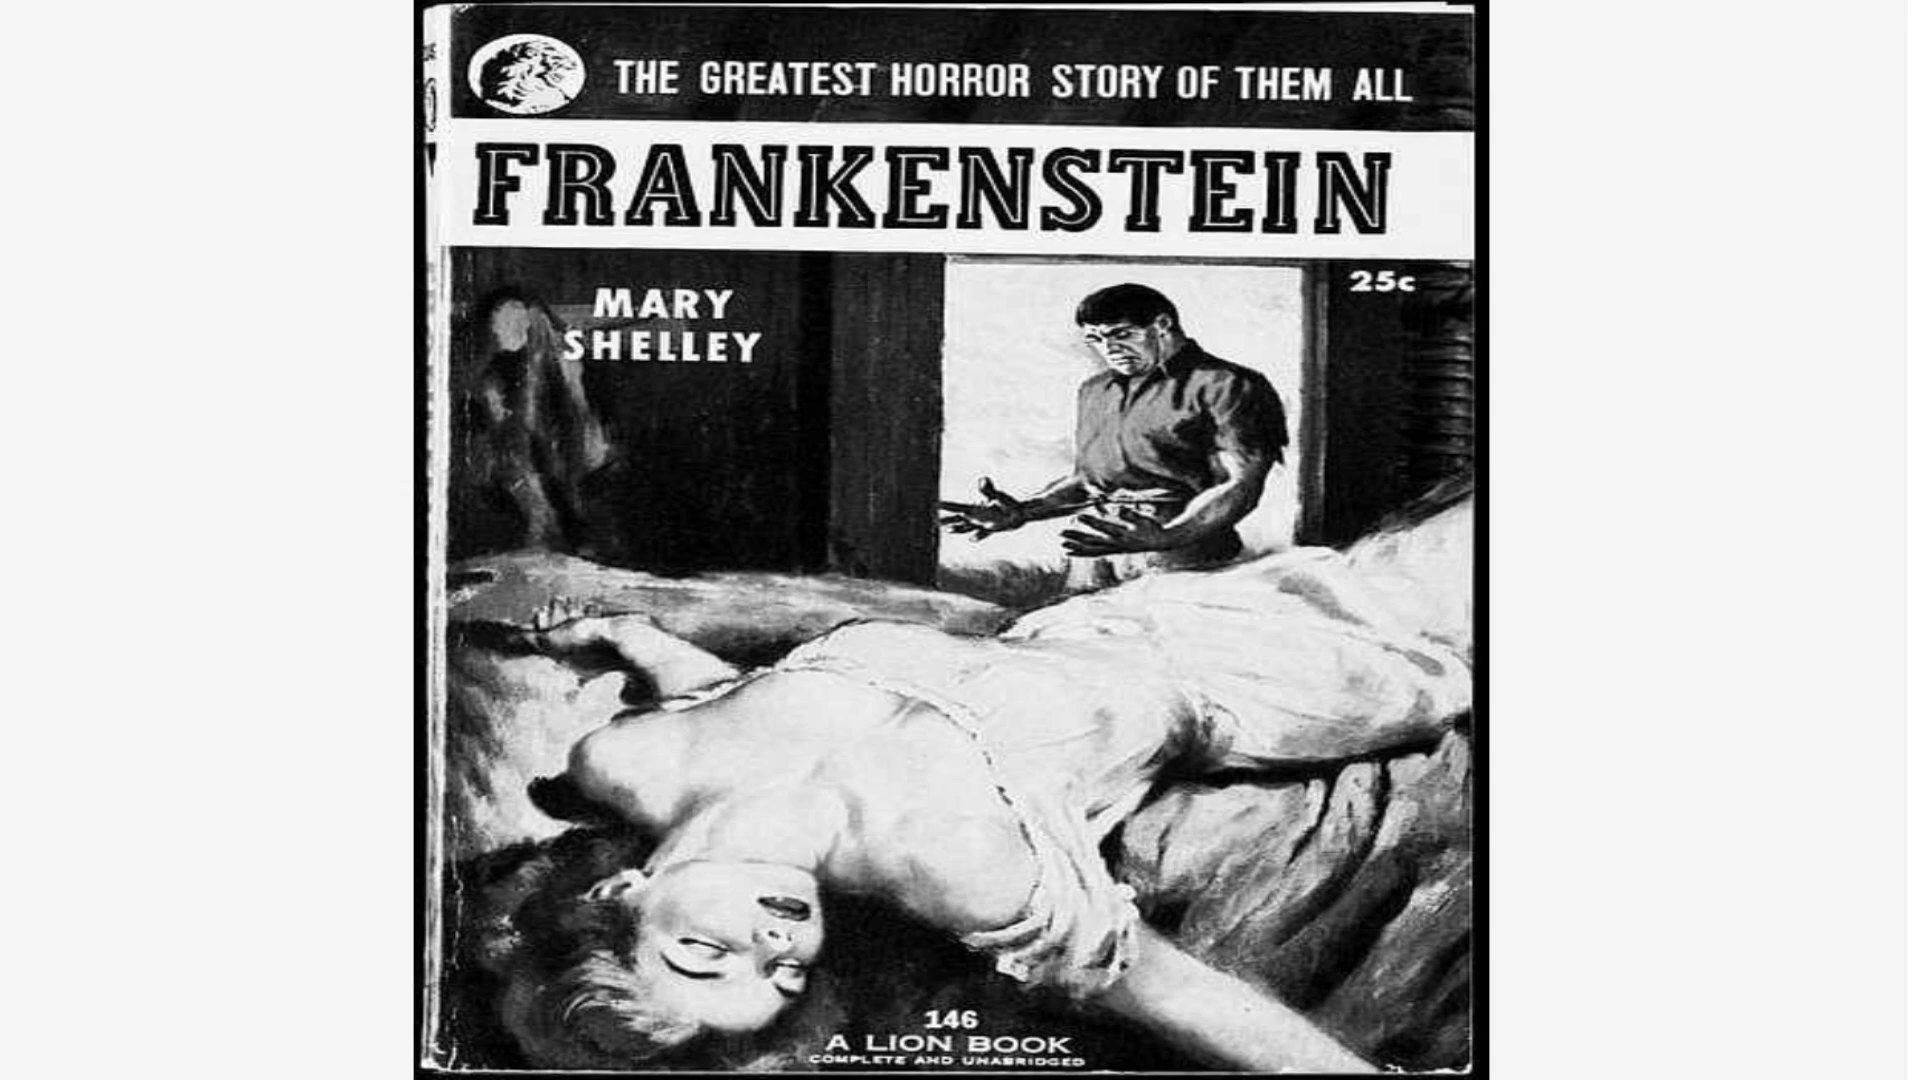 THE GREATEST HORROR STORY OF THEM ALL
FRANKENSTEIN
25c
MARY
SHELLEY
146
A LION BOOK
COMPLETE AND UNABRIDGED